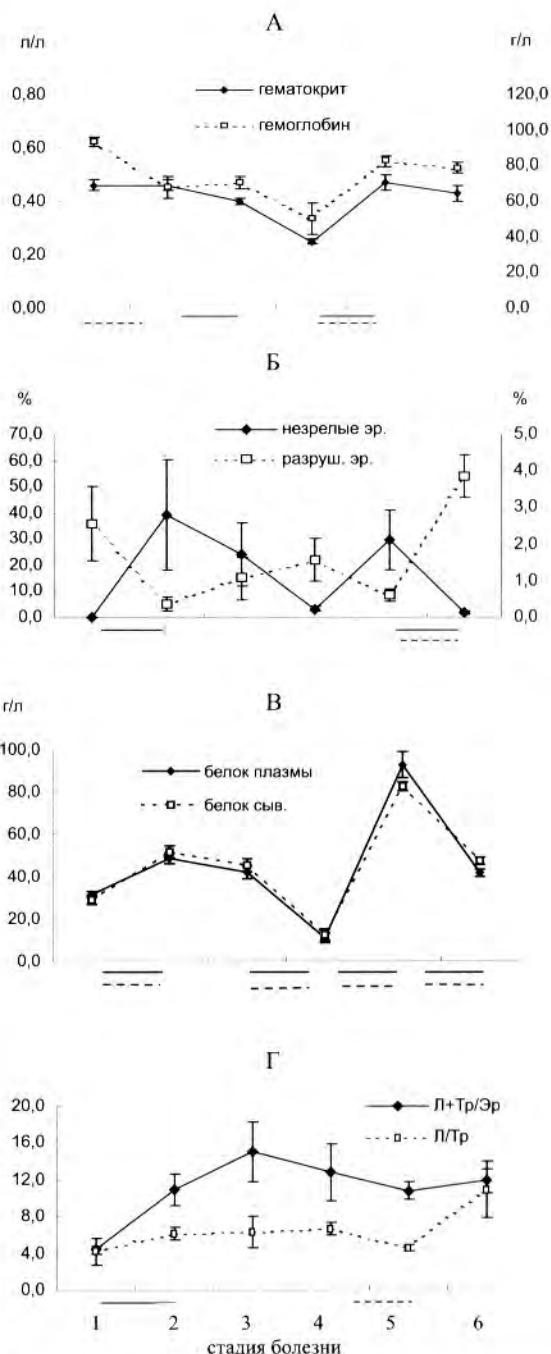 А
л/л
г/л
гематокрит
гемоглобин
0,80
0,60
0,40
0,20
0,00
120,0
100,0
80,0
60,0
40,0
20,0
0,0
Б
%
%
незрелые эр.
разруш. эр.
70,0
60,0
50,0
40,0
30,0
20,0
10,0
0,0
5,0
4,0
3,0
2,0
1,0
0,0
г/л
В
белок плазмы
белок сыв.
100,0
80,0
60,0
40,0
20,0
0,0
Г
Л+Тр/Эр
Л/Тр
20,0
16,0
12,0
8,0
4,0
0,0
1 2 3 4 5 6
стадия болезни